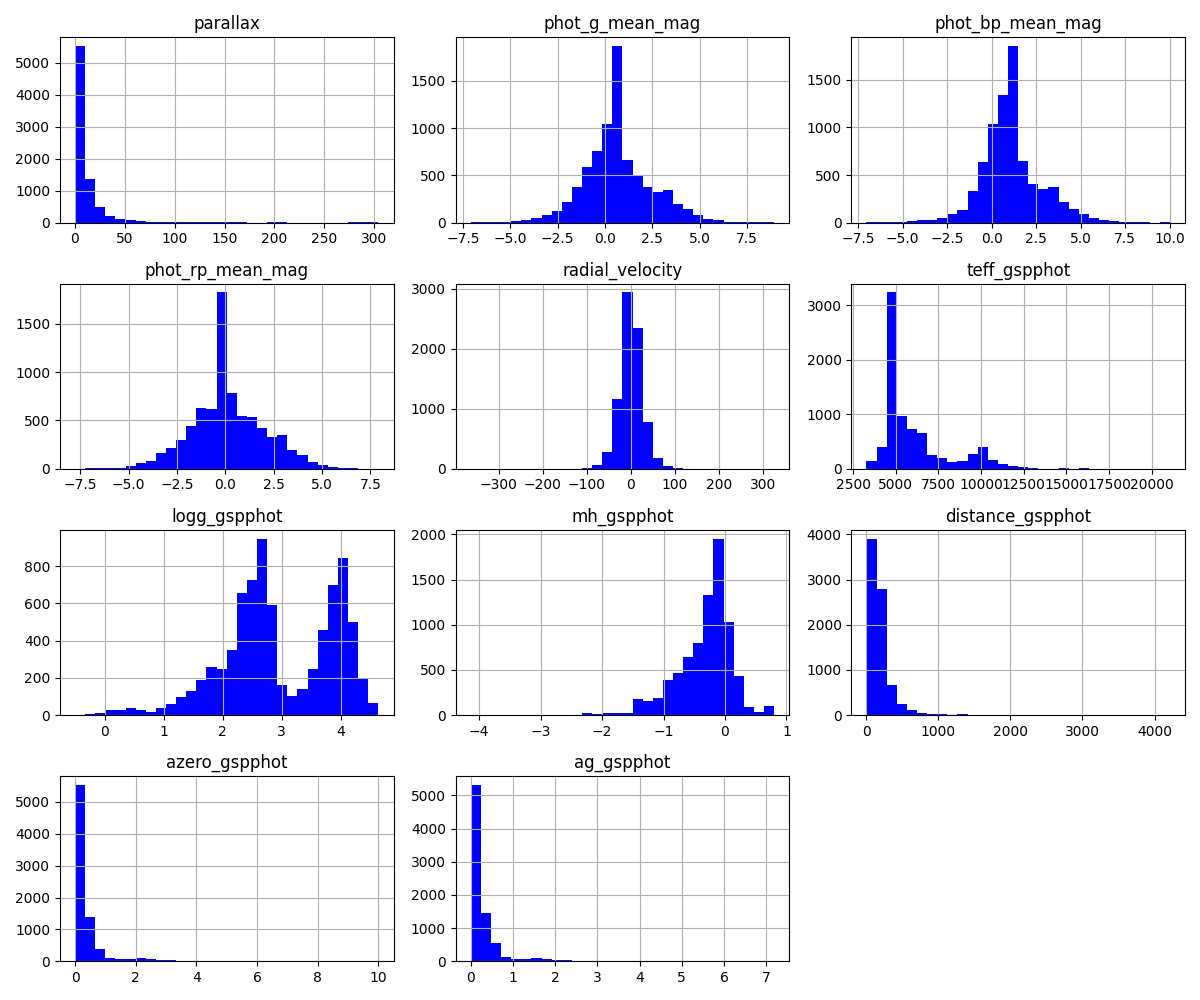 parallax
5000
4000
3000
2000
1000
0
0 50 100 150 200 250 300
phot_g_mean_mag
1500
1000
500
0
−7.5 −5.0 −2.5 0.0 2.5 5.0 7.5
phot_bp_mean_mag
1500
1000
500
0
−7.5 −5.0 −2.5 0.0 2.5 5.0 7.5 10.0
phot_rp_mean_mag
1500
1000
500
0
−7.5 −5.0 −2.5 0.0 2.5 5.0 7.5
radial_velocity
3000
2000
1000
0
−300 −200 −100 0 100 200 300
teff_gspphot
3000
2000
1000
0
2500 5000 7500 10000 12500 15000 17500 20000
logg_gspphot
800
600
400
200
0
0 1 2 3 4
mh_gspphot
2000
1500
1000
500
0
−4 −3 −2 −1 0 1
distance_gspphot
4000
3000
2000
1000
0
0 1000 2000 3000 4000
azero_gspphot
5000
4000
3000
2000
1000
0
0 2 4 6 8 10
ag_gspphot
5000
4000
3000
2000
1000
0
0 1 2 3 4 5 6 7